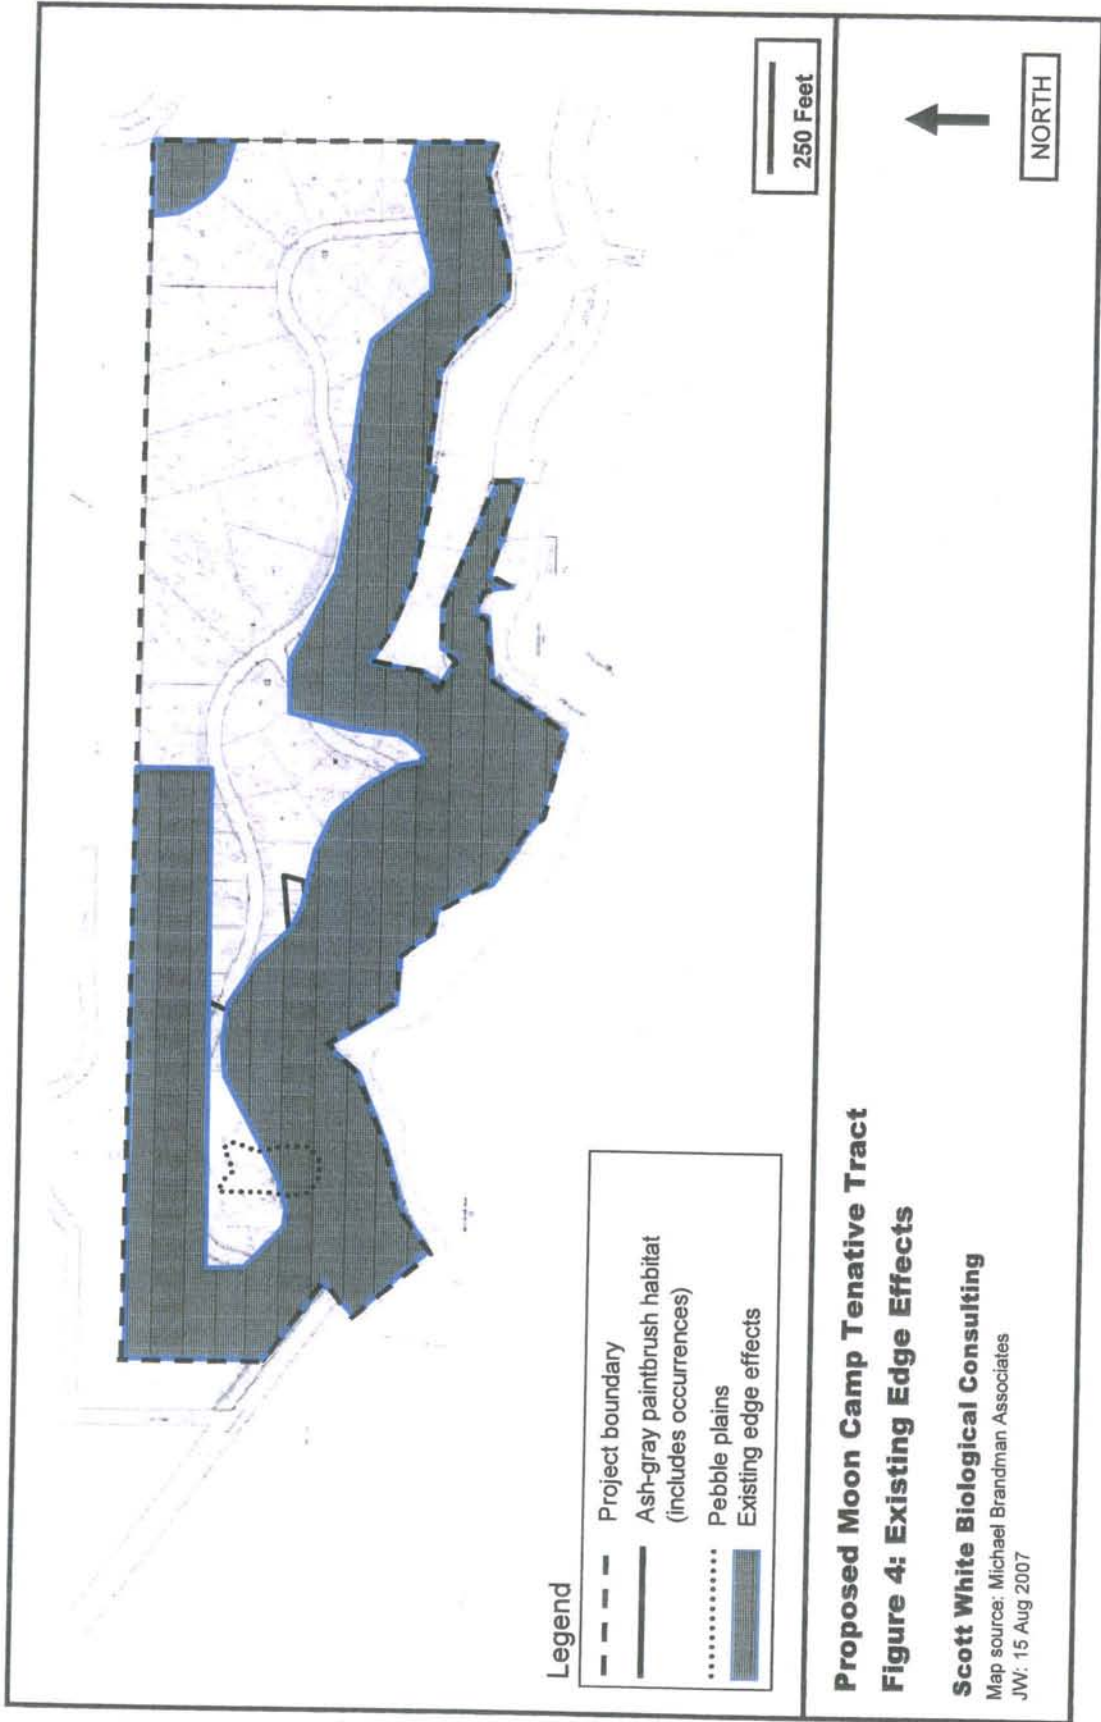 250 Feet
NORTH
Legend
Project boundary
Ash-gray paintbrush habitat
(includes occurrences)
Pebble plains
Existing edge effects
Proposed Moon Camp Tenative Tract
Figure 4: Existing Edge Effects
Scott White Biological Consulting
Map source: Michael Brandman Associates
JW: 15 Aug 2007